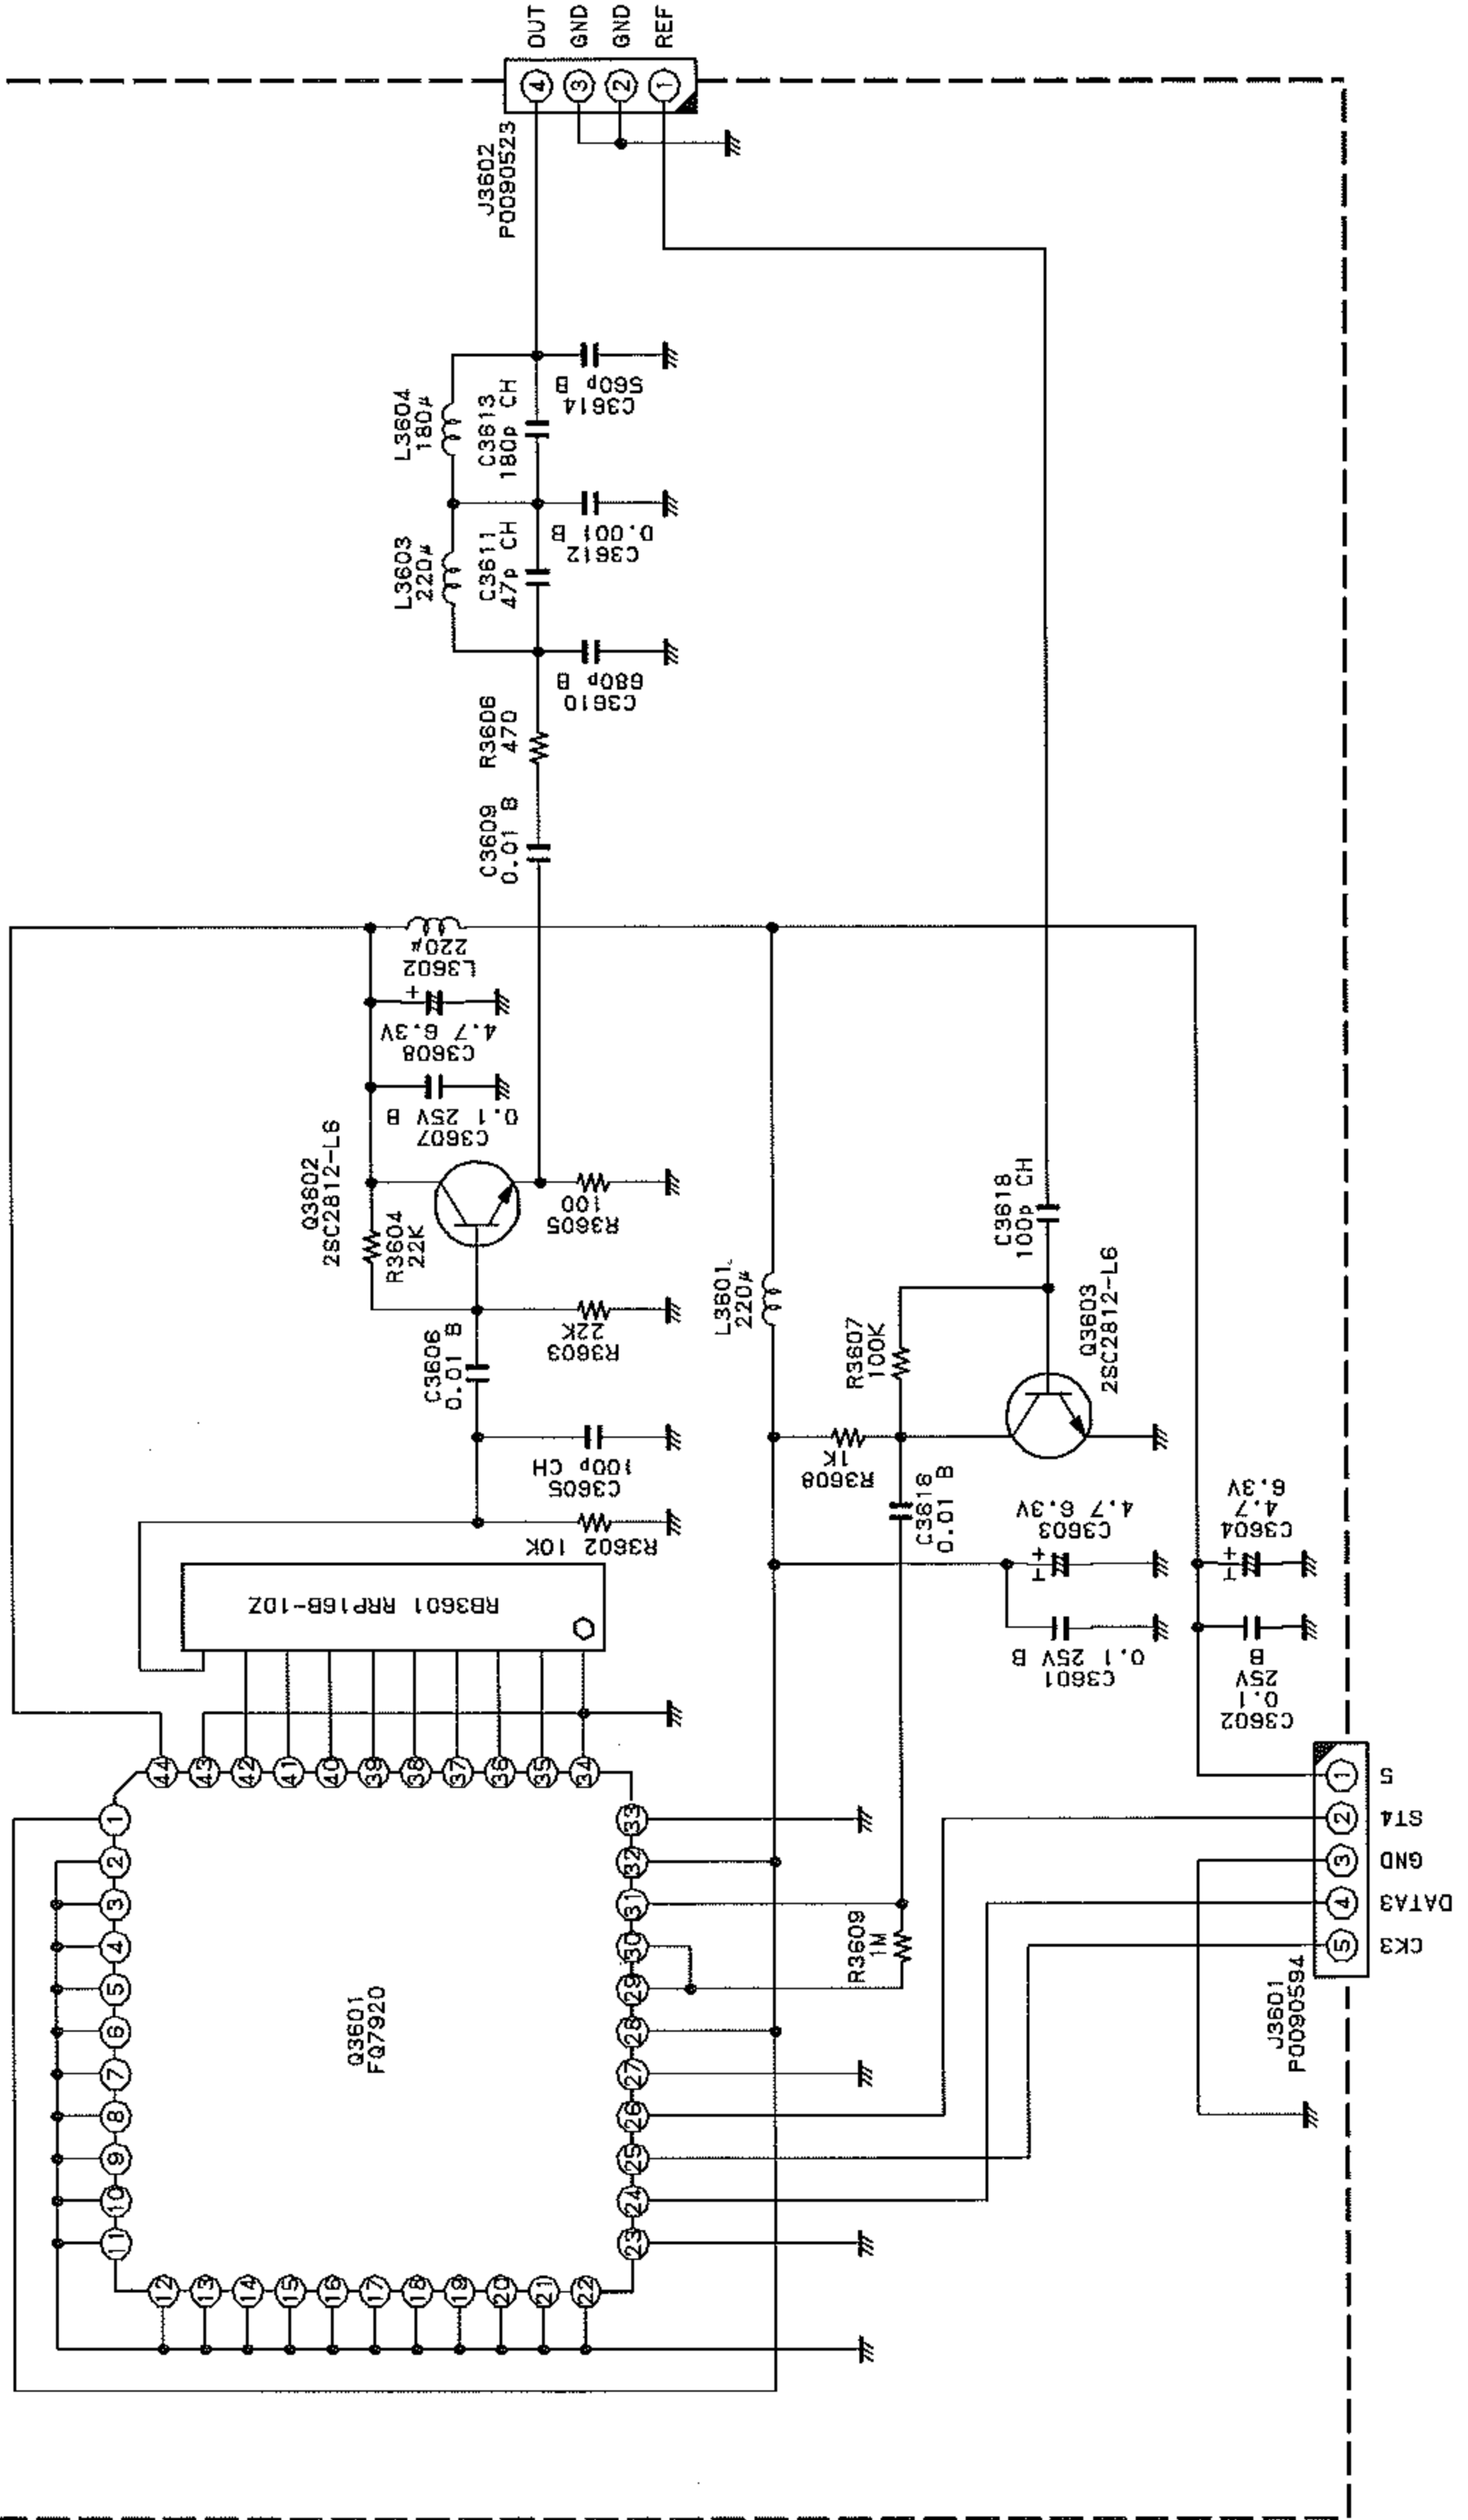 OUT
GND
GND
REF
4
3
2
1
J3602
P0090523
L3604
180µ
C3613
180p CH
C3614
560p B
L3603
220µ
C3611
47p CH
C3612
0.001 B
R3606
470
C3610
680p B
C3609
0.01 B
L3602
220µ
C3608
4.7 6.3V
+
C3607
0.1 25V B
Q3602
2SC2812-L6
R3604
22K
R3605
100
R3603
22K
C3606
0.01 B
C3605
100p CH
R3602 10K
RB3601 RRP16B-1DZ
L3601
220µ
R3607
100K
C3618
100p CH
Q3603
2SC2812-L6
R3608
1K
C3616
0.01 B
C3603
4.7 6.3V
+
C3604
4.7
6.3V
+
C3601
0.1 25V B
C3602
0.1
25V
B
44
43
42
41
40
39
38
37
36
35
34
1
2
3
4
5
6
7
8
9
10
11
33
32
31
30
29
28
27
26
25
24
23
12
13
14
15
16
17
18
19
20
21
22
Q3601
FQ7920
R3609
1M
1
2
3
4
5
5
ST4
GND
DATA3
CK3
J3601
P0090594